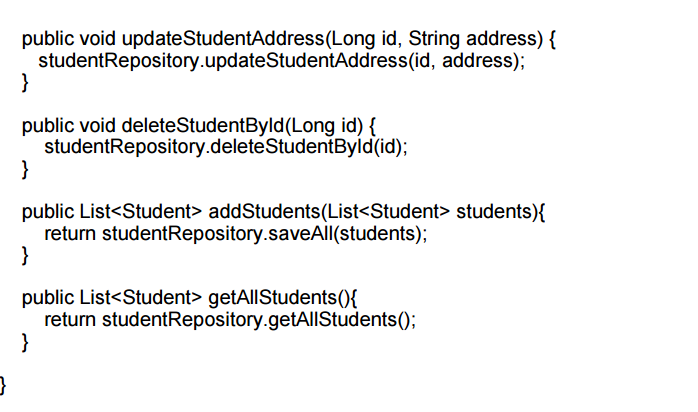 public void updateStudentAddress(Long id, String address) {
studentRepository.updateStudentAddress(id, address);
}
public void deleteStudentById(Long id) {
studentRepository.deleteStudentById(id);
}
public List<Student> addStudents(List<Student> students){
return studentRepository.saveAll(students);
}
public List<Student> getAllStudents(){
return studentRepository.getAllStudents();
}
}